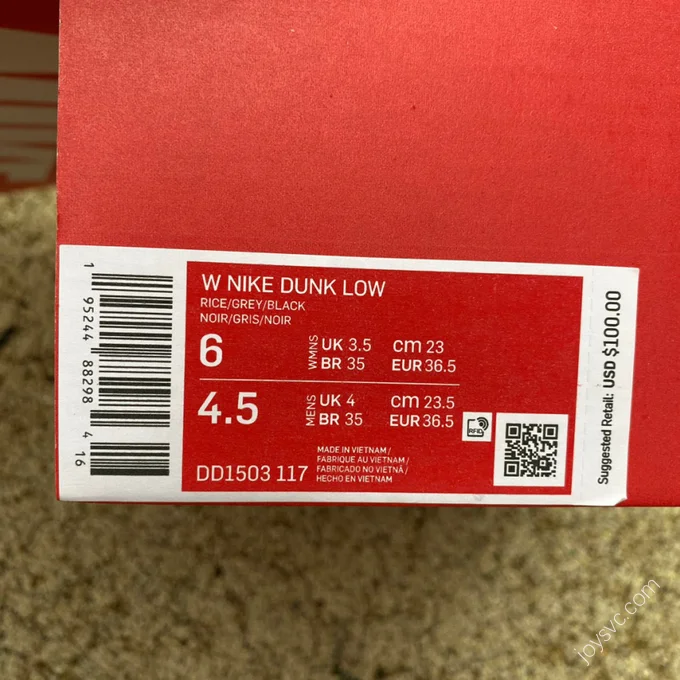 W NIKE DUNK LOW
RICE/GREY/BLACK
NOIR/GRIS/NOIR
6
WMNS
UK 3.5 cm 23
BR 35 EUR 36.5
4.5
MENS
UK 4 cm 23.5
BR 35 EUR 36.5
RFID
DD1503 117
MADE IN VIETNAM/
FABRIQUE AU VIETNAM/
FABRICADO NO VIETNÃ/
HECHO EN VIETNAM
1 95244 88298 4 16
Suggested Retail: USD $100.00
joysvc.com